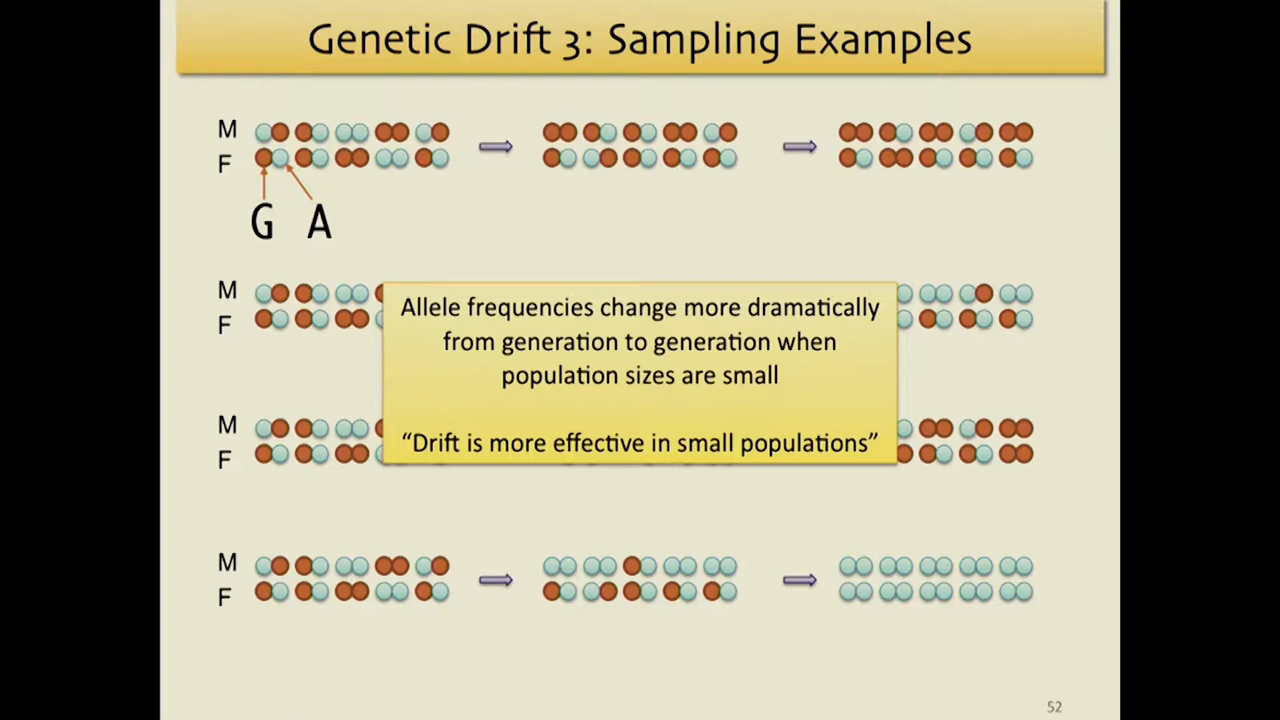 Genetic Drift 3: Sampling Examples
M
F
G A
M
F
Allele frequencies change more dramatically
from generation to generation when
population sizes are small
“Drift is more effective in small populations”
M
F
M
F
52